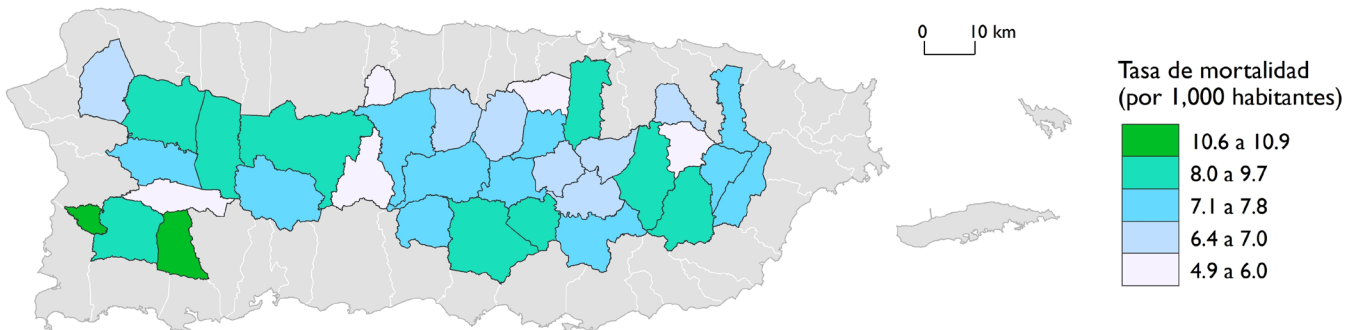 0 10 km
Tasa de mortalidad
(por 1,000 habitantes)
10.6 a 10.9
8.0 a 9.7
7.1 a 7.8
6.4 a 7.0
4.9 a 6.0